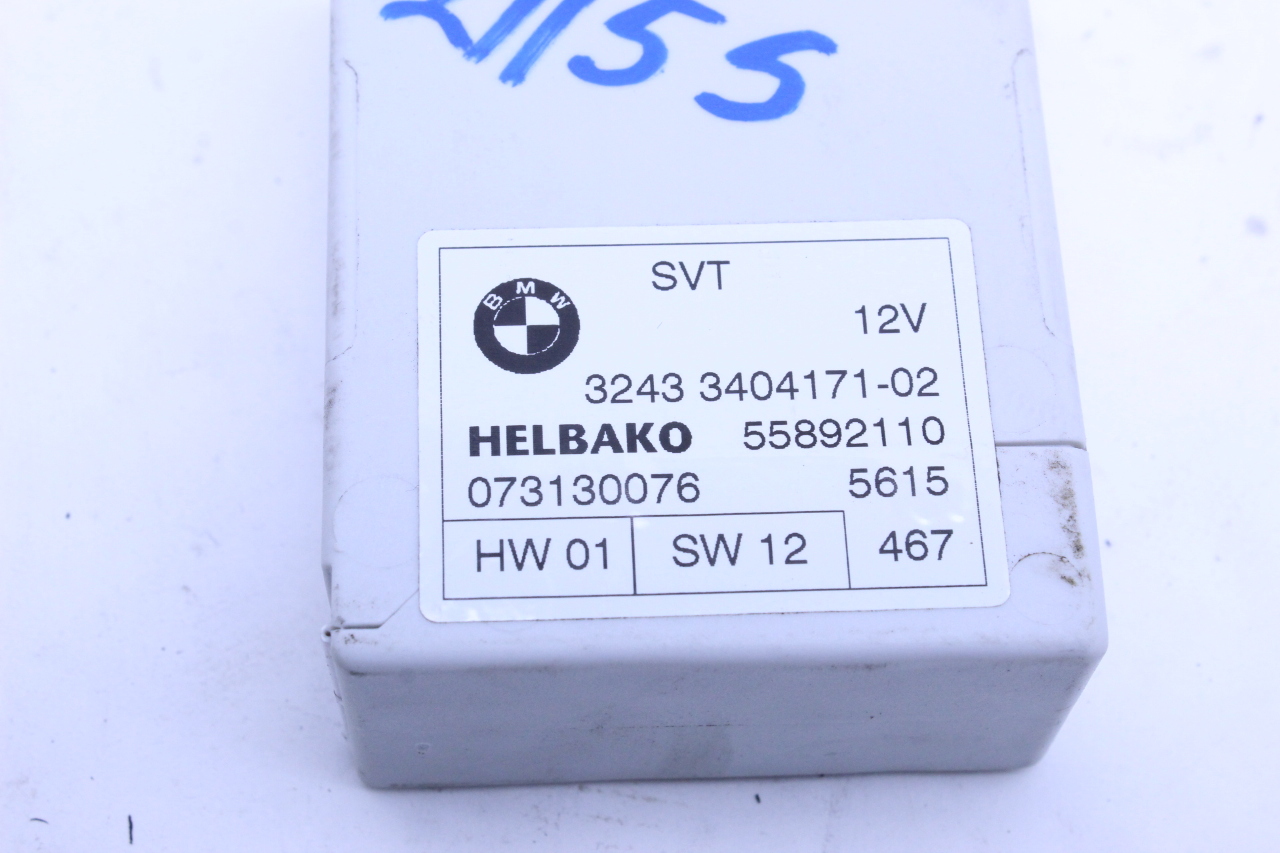 SVT
BMW
12V
3243 3404171-02
HELBAKO 55892110
073130076 5615
HW 01 SW 12 467